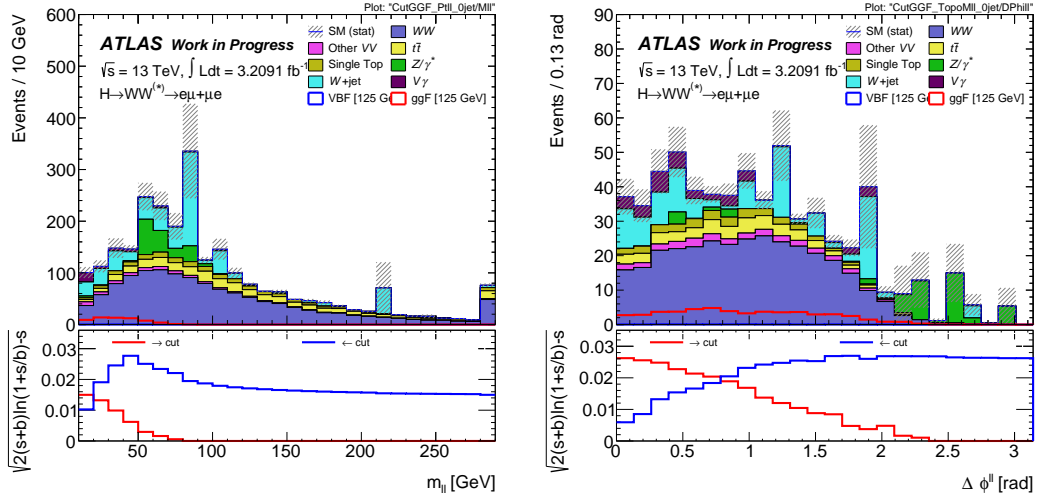 Plot: "CutGGF_PtIl_0jet/Mll"
Events / 10 GeV
600
500
400
300
200
100
0
ATLAS Work in Progress
√s = 13 TeV, ∫ Ldt = 3.2091 fb⁻¹
H→WW(*)→eμ+μe
SM (stat)
WW
Other VV
tt̄
Single Top
Z/γ*
W+jet
Vγ
VBF [125 Ge
ggF [125 GeV]
√2(s+b)ln(1+s/b)-s
0.03
0.02
0.01
0
→ cut
← cut
50 100 150 200 250
m_ll [GeV]
Plot: "CutGGF_TopoMll_0jet/DPhill"
Events / 0.13 rad
90
80
70
60
50
40
30
20
10
0
ATLAS Work in Progress
√s = 13 TeV, ∫ Ldt = 3.2091 fb⁻¹
H→WW(*)→eμ+μe
SM (stat)
WW
Other VV
tt̄
Single Top
Z/γ*
W+jet
Vγ
VBF [125 Ge
ggF [125 GeV]
√2(s+b)ln(1+s/b)-s
0.03
0.02
0.01
0
→ cut
← cut
0 0.5 1 1.5 2 2.5 3
Δ φ^ll [rad]